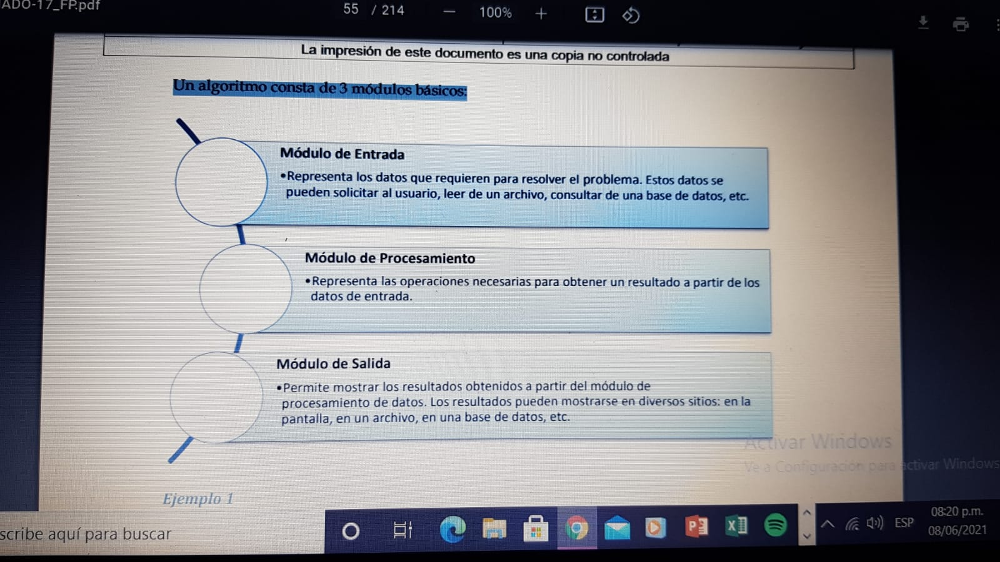 ADO-17_FP.pdf
55 / 214
100%
La impresión de este documento es una copia no controlada
Un algoritmo consta de 3 módulos básicos:
Módulo de Entrada
•Representa los datos que requieren para resolver el problema. Estos datos se
pueden solicitar al usuario, leer de un archivo, consultar de una base de datos, etc.
Módulo de Procesamiento
•Representa las operaciones necesarias para obtener un resultado a partir de los
datos de entrada.
Módulo de Salida
•Permite mostrar los resultados obtenidos a partir del módulo de
procesamiento de datos. Los resultados pueden mostrarse en diversos sitios: en la
pantalla, en un archivo, en una base de datos, etc.
Activar Windows
Ve a Configuración para activar Windows
Ejemplo 1
scribe aquí para buscar
ESP
08:20 p.m.
08/06/2021